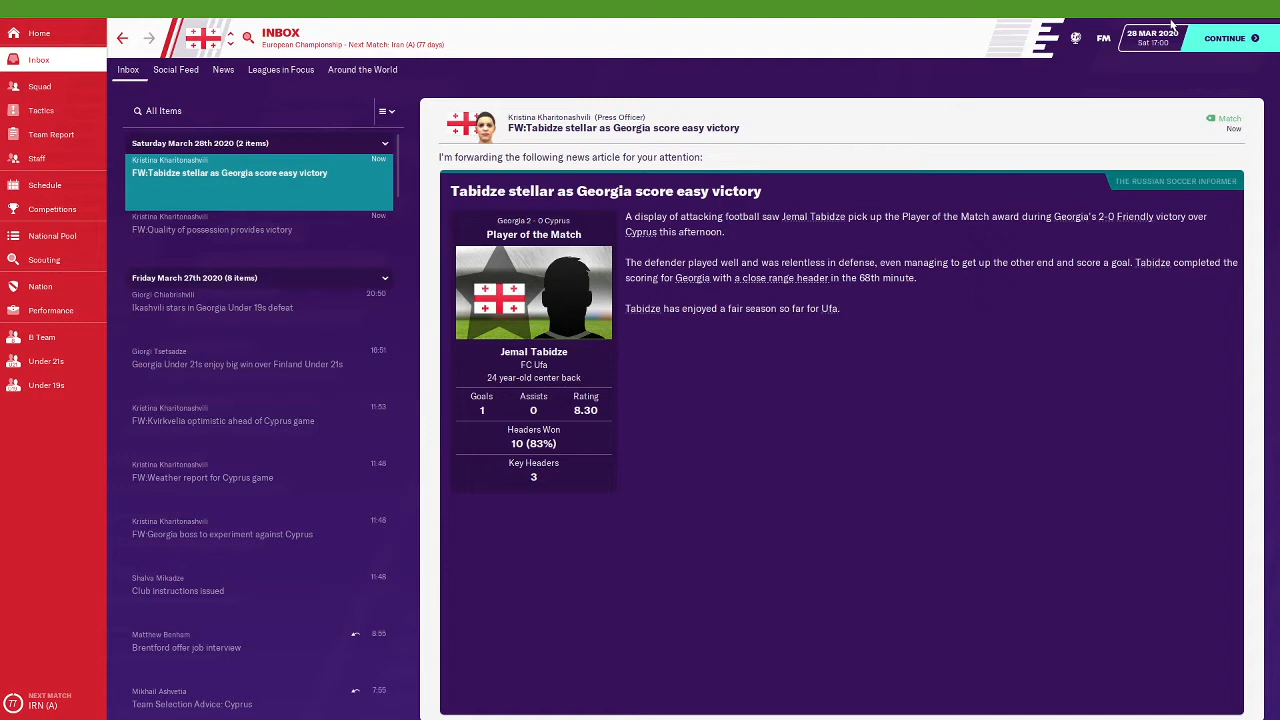 Home
Inbox
Squad
Tactics
Team Report
Staff
Schedule
Competitions
National Pool
Scouting
Nation
Performance
B Team
Under 21s
Under 19s
77
NEXT MATCH
IRN (A)
INBOX
European Championship - Next Match: Iran (A) (77 days)
FM
28 MAR 2020
Sat 17:00
CONTINUE
Inbox
Social Feed
News
Leagues in Focus
Around the World
All Items
Saturday March 28th 2020 (2 items)
Kristina Kharitonashvili
Now
FW:Tabidze stellar as Georgia score easy victory
Kristina Kharitonashvili
Now
FW:Quality of possession provides victory
Friday March 27th 2020 (8 items)
Giorgi Chiabrishvili
20:50
Ikashvili stars in Georgia Under 19s defeat
Giorgi Tsetsadze
16:51
Georgia Under 21s enjoy big win over Finland Under 21s
Kristina Kharitonashvili
11:53
FW:Kvirkvelia optimistic ahead of Cyprus game
Kristina Kharitonashvili
11:48
FW:Weather report for Cyprus game
Kristina Kharitonashvili
11:48
FW:Georgia boss to experiment against Cyprus
Shalva Mikadze
11:48
Club instructions issued
Matthew Benham
8:55
Brentford offer job interview
Mikhail Ashvetia
7:55
Team Selection Advice: Cyprus
Kristina Kharitonashvili (Press Officer)
FW:Tabidze stellar as Georgia score easy victory
Match
Now
I'm forwarding the following news article for your attention:
THE RUSSIAN SOCCER INFORMER
Tabidze stellar as Georgia score easy victory
Georgia 2 - 0 Cyprus
Player of the Match
Jemal Tabidze
FC Ufa
24 year-old center back
Goals Assists Rating
1 0 8.30
Headers Won
10 (83%)
Key Headers
3
A display of attacking football saw Jemal Tabidze pick up the Player of the Match award during Georgia's 2-0 Friendly victory over
Cyprus this afternoon.
The defender played well and was relentless in defense, even managing to get up the other end and score a goal. Tabidze completed the
scoring for Georgia with a close range header in the 68th minute.
Tabidze has enjoyed a fair season so far for Ufa.